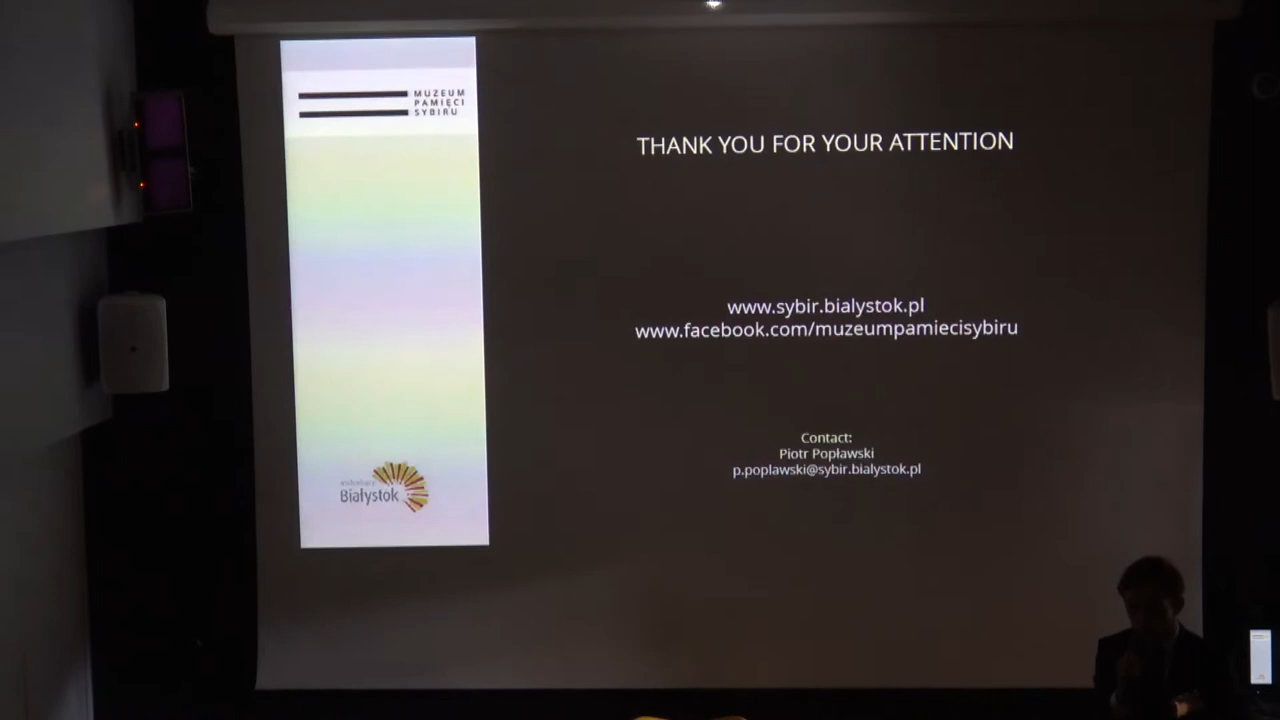 MUZEUM
PAMIĘCI
SYBIRU
THANK YOU FOR YOUR ATTENTION
www.sybir.bialystok.pl
www.facebook.com/muzeumpamiecisybiru
Contact:
Piotr Popławski
p.poplawski@sybir.bialystok.pl
Białystok